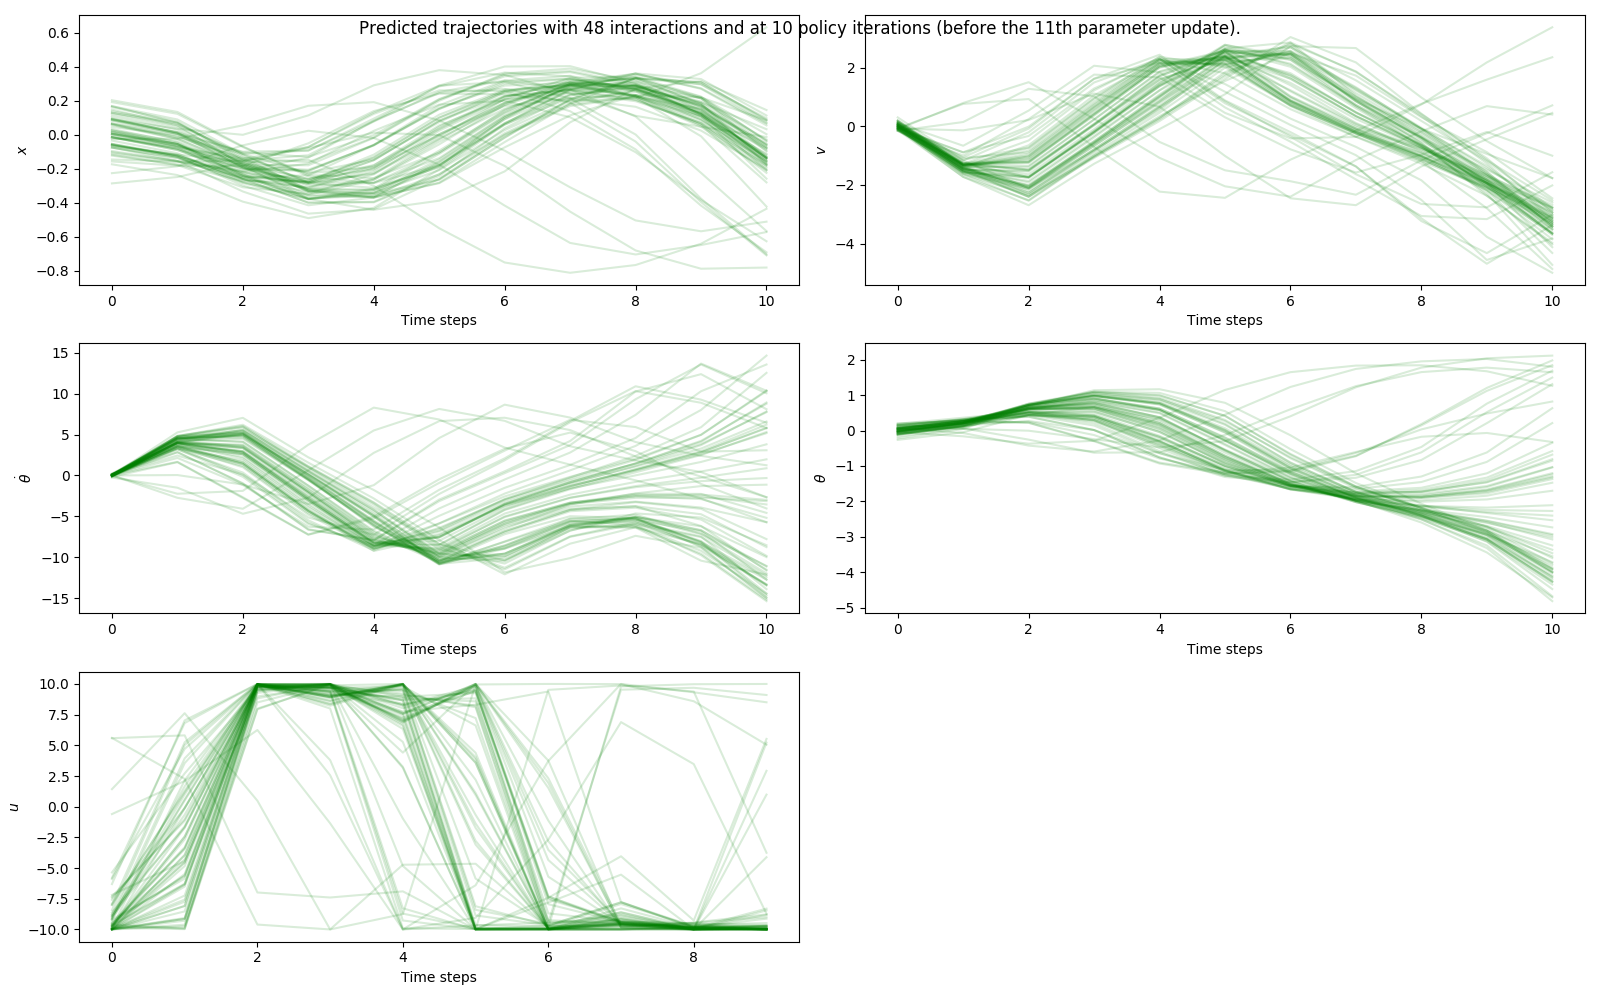 Predicted trajectories with 48 interactions and at 10 policy iterations (before the 11th parameter update).
0.6
0.4
0.2
0.0
−0.2
−0.4
−0.6
−0.8
x
0 2 4 6 8 10
Time steps
2
0
−2
−4
v
0 2 4 6 8 10
Time steps
15
10
5
0
−5
−10
−15
θ̇
0 2 4 6 8 10
Time steps
2
1
0
−1
−2
−3
−4
−5
θ
0 2 4 6 8 10
Time steps
10.0
7.5
5.0
2.5
0.0
−2.5
−5.0
−7.5
−10.0
u
0 2 4 6 8
Time steps